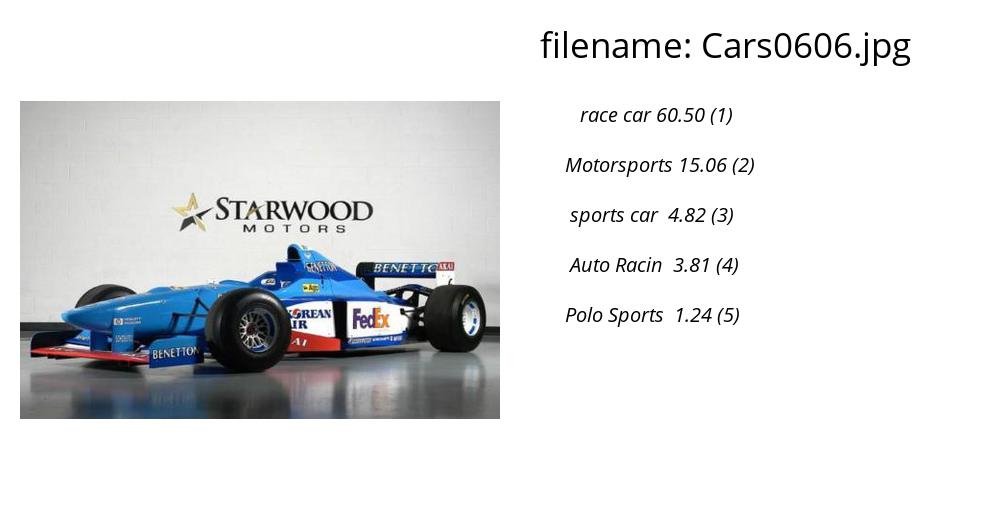 filename: Cars0606.jpg
race car 60.50 (1)
Motorsports 15.06 (2)
sports car 4.82 (3)
Auto Racin 3.81 (4)
Polo Sports 1.24 (5)
STARWOOD
MOTORS
BENETTON
BENETTON AKAI
KOREAN
AIR
FedEx
BENETTON